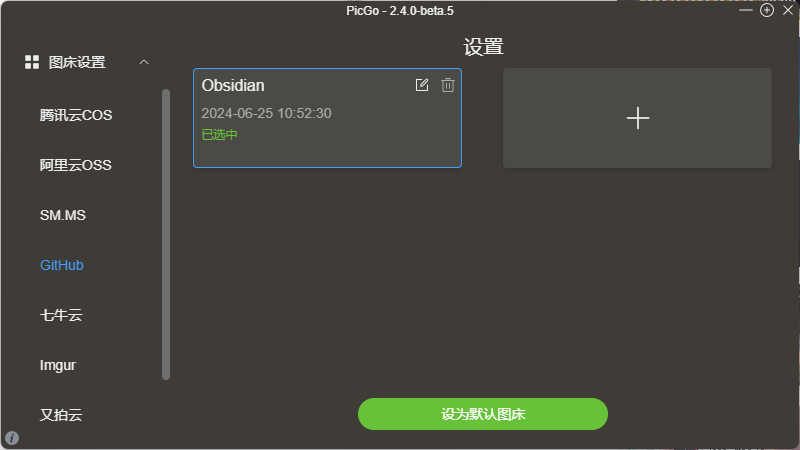 PicGo - 2.4.0-beta.5
图床设置
腾讯云COS
阿里云OSS
SM.MS
GitHub
七牛云
Imgur
又拍云
设置
Obsidian
2024-06-25 10:52:30
已选中
设为默认图床